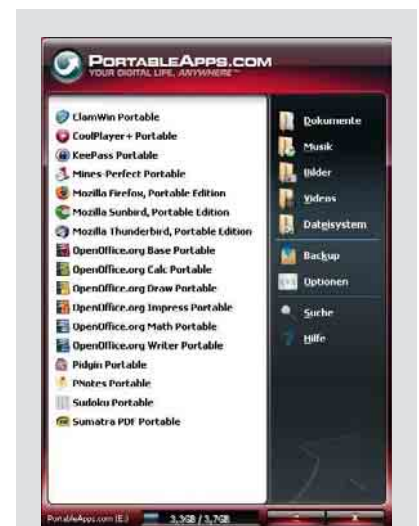 PORTABLEAPPS.COM
YOUR DIGITAL LIFE, ANYWHERE™
ClamWin Portable
CoolPlayer+ Portable
KeePass Portable
Mines-Perfect Portable
Mozilla Firefox, Portable Edition
Mozilla Sunbird, Portable Edition
Mozilla Thunderbird, Portable Edition
OpenOffice.org Base Portable
OpenOffice.org Calc Portable
OpenOffice.org Draw Portable
OpenOffice.org Impress Portable
OpenOffice.org Math Portable
OpenOffice.org Writer Portable
Pidgin Portable
PNotes Portable
Sudoku Portable
Sumatra PDF Portable
Dokumente
Musik
Bilder
Videos
Dateisystem
Backup
Optionen
Suche
Hilfe
PortableApps.com (E:) 3,3GB / 3,7GB